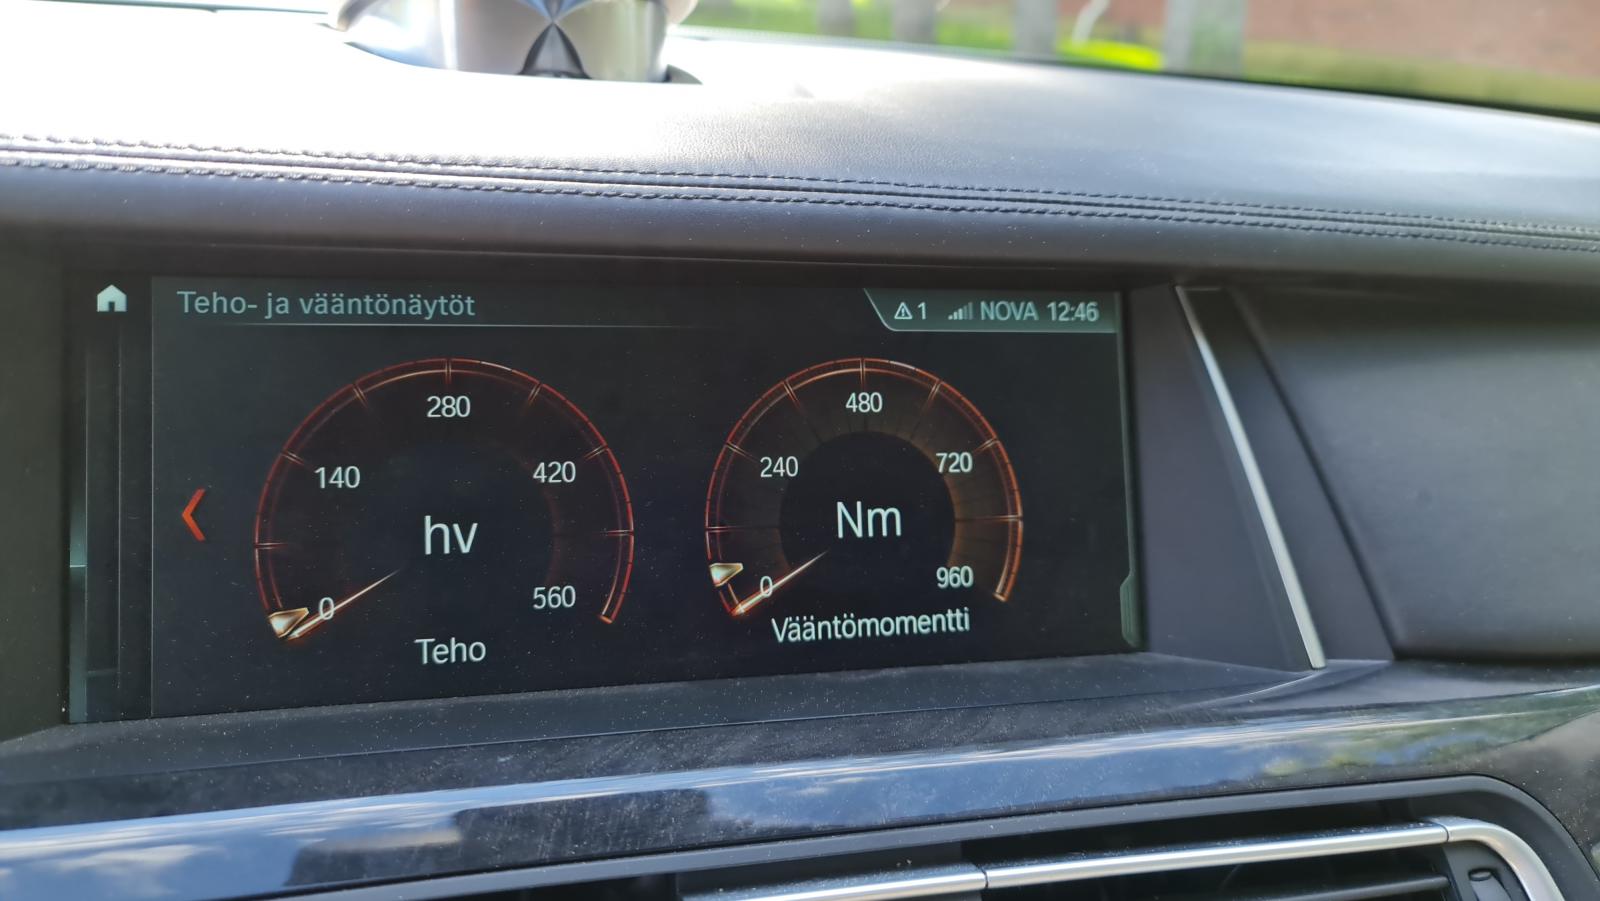 Teho- ja vääntönäytöt
1 NOVA 12:46
0 140 280 420 560
hv
Teho
0 240 480 720 960
Nm
Vääntömomentti